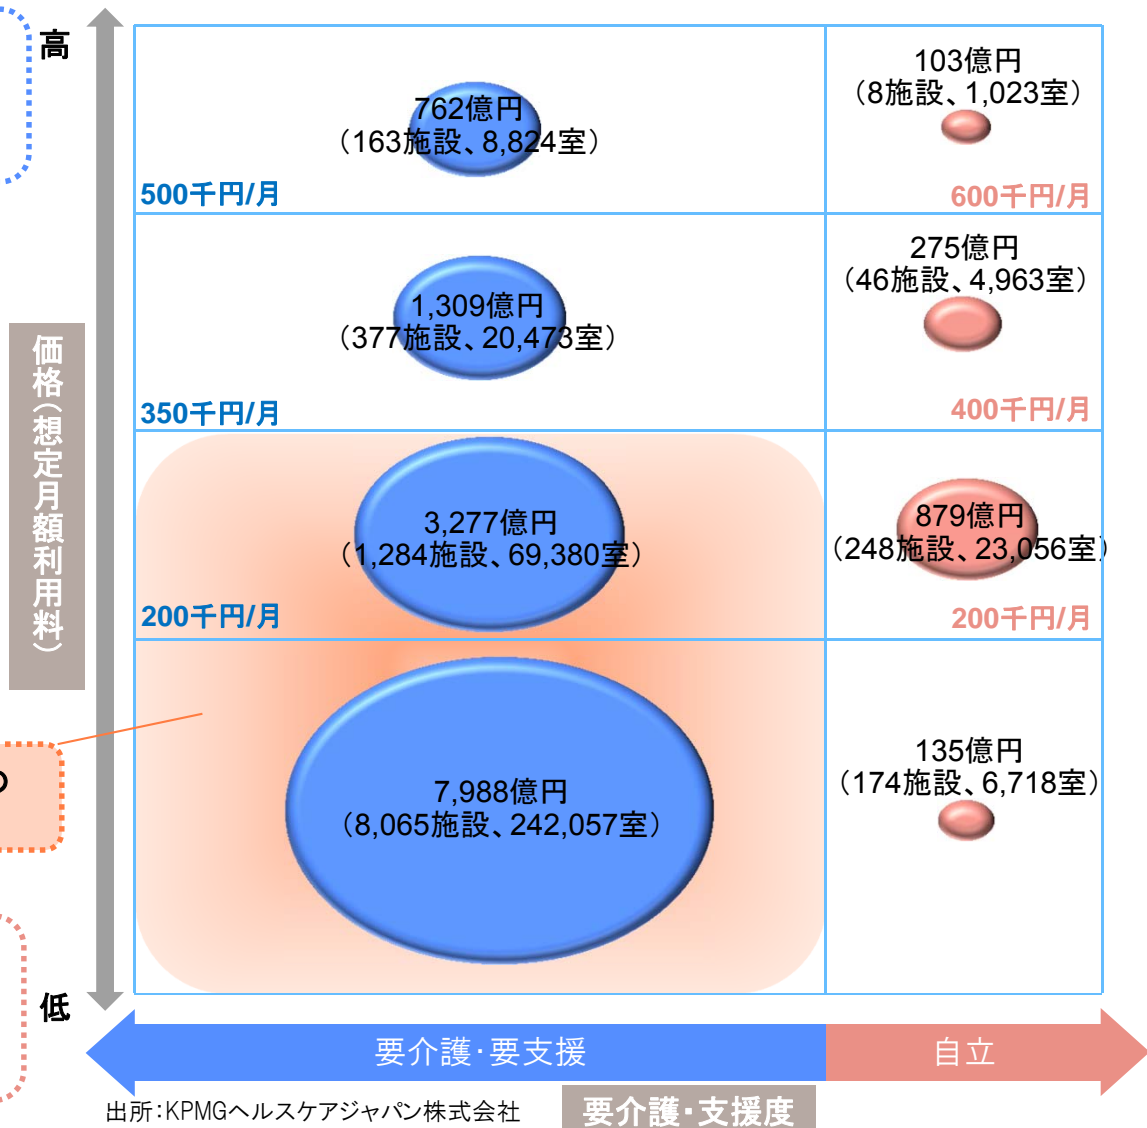 高
762億円
（163施設、8,824室）
500千円/月
103億円
（8施設、1,023室）
600千円/月
1,309億円
（377施設、20,473室）
350千円/月
275億円
（46施設、4,963室）
400千円/月
価格（想定月額利用料）
3,277億円
（1,284施設、69,380室）
200千円/月
879億円
（248施設、23,056室）
200千円/月
の
7,988億円
（8,065施設、242,057室）
135億円
（174施設、6,718室）
低
要介護・要支援
自立
出所：KPMGヘルスケアジャパン株式会社
要介護・支援度